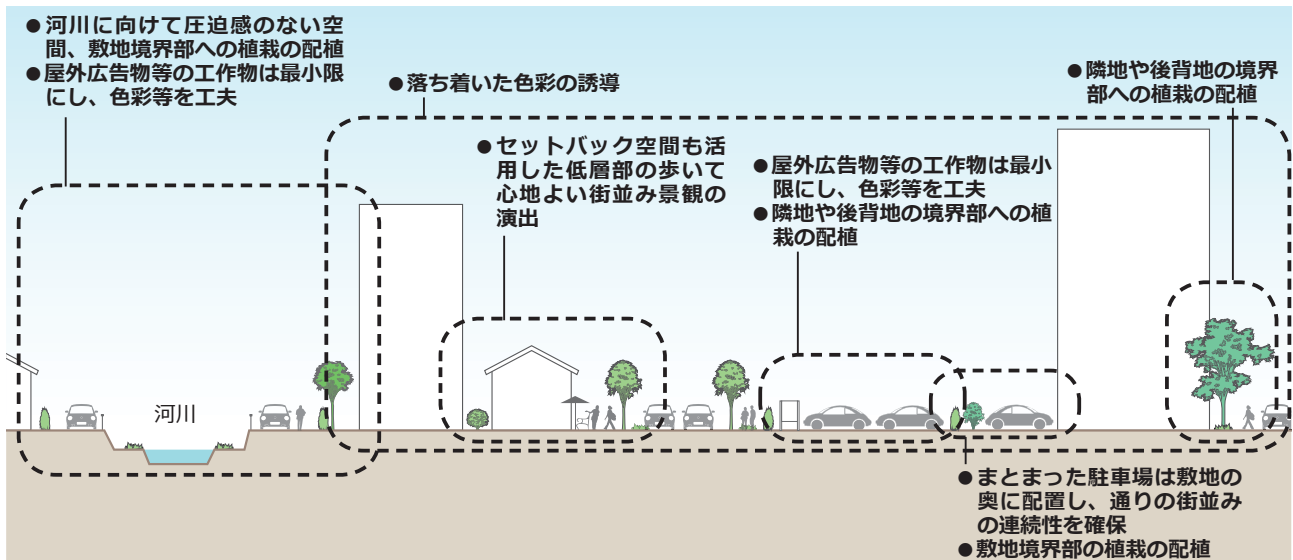 ●河川に向けて圧迫感のない空
間、敷地境界部への植栽の配植
●屋外広告物等の工作物は最小限
にし、色彩等を工夫
●落ち着いた色彩の誘導
●セットバック空間も活
用した低層部の歩いて
心地よい街並み景観の
演出
●屋外広告物等の工作物は最小
限にし、色彩等を工夫
●隣地や後背地の境界部への植
栽の配植
●隣地や後背地の境界
部への植栽の配植
河川
●まとまった駐車場は敷地の
奥に配置し、通りの街並み
の連続性を確保
●敷地境界部の植栽の配植